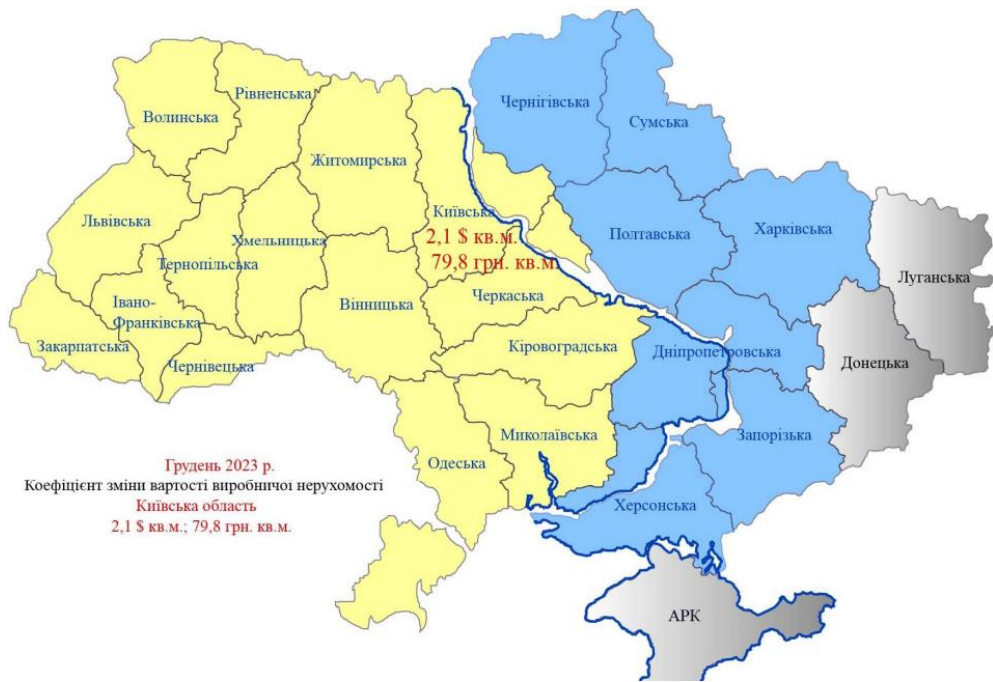 Волинська
Рівненська
Житомирська
Київська
2,1 $ кв.м.
79,8 грн. кв.м.
Чернігівська
Сумська
Львівська
Тернопільська
Хмельницька
Івано-
Франківська
Закарпатська
Чернівецька
Вінницька
Черкаська
Кіровоградська
Полтавська
Харківська
Луганська
Донецька
Дніпропетровська
Запорізька
Миколаївська
Одеська
Херсонська
АРК
Грудень 2023 р.
Коефіцієнт зміни вартості виробничої нерухомості
Київська область
2,1 $ кв.м.; 79,8 грн. кв.м.